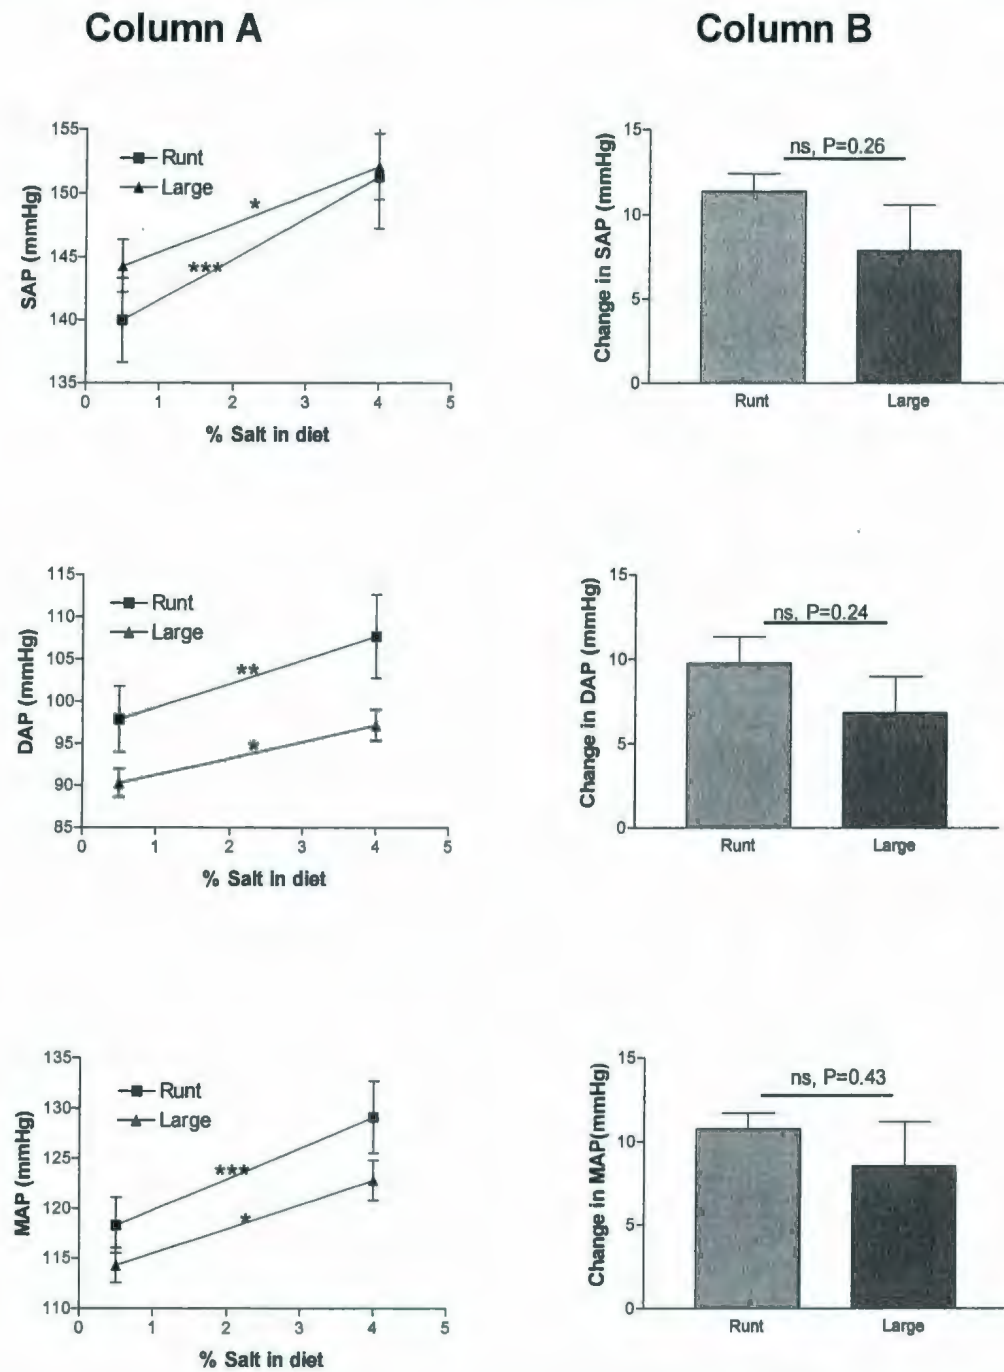 Column A
Column B
155
150
145
140
135
SAP (mmHg)
Runt
Large
*
***
0 1 2 3 4 5
% Salt in diet
15
10
5
0
Change in SAP (mmHg)
ns, P=0.26
Runt Large
115
110
105
100
95
90
85
DAP (mmHg)
Runt
Large
**
*
0 1 2 3 4 5
% Salt in diet
15
10
5
0
Change in DAP (mmHg)
ns, P=0.24
Runt Large
135
130
125
120
115
110
MAP (mmHg)
Runt
Large
***
*
0 1 2 3 4 5
% Salt in diet
15
10
5
0
Change in MAP(mmHg)
ns, P=0.43
Runt Large